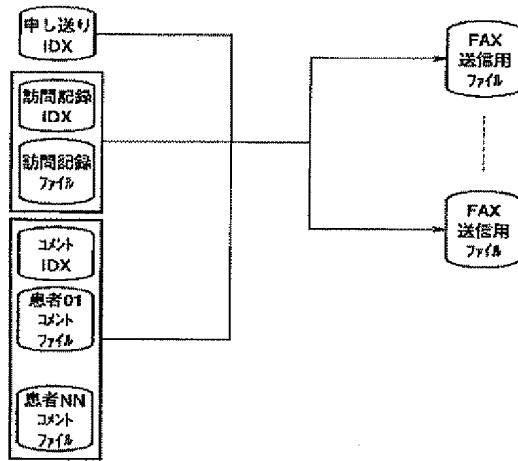 申し送り
IDX
訪問記録
IDX
訪問記録
ファイル
コメント
IDX
患者01
コメント
ファイル
患者NN
コメント
ファイル
FAX
送信用
ファイル
FAX
送信用
ファイル